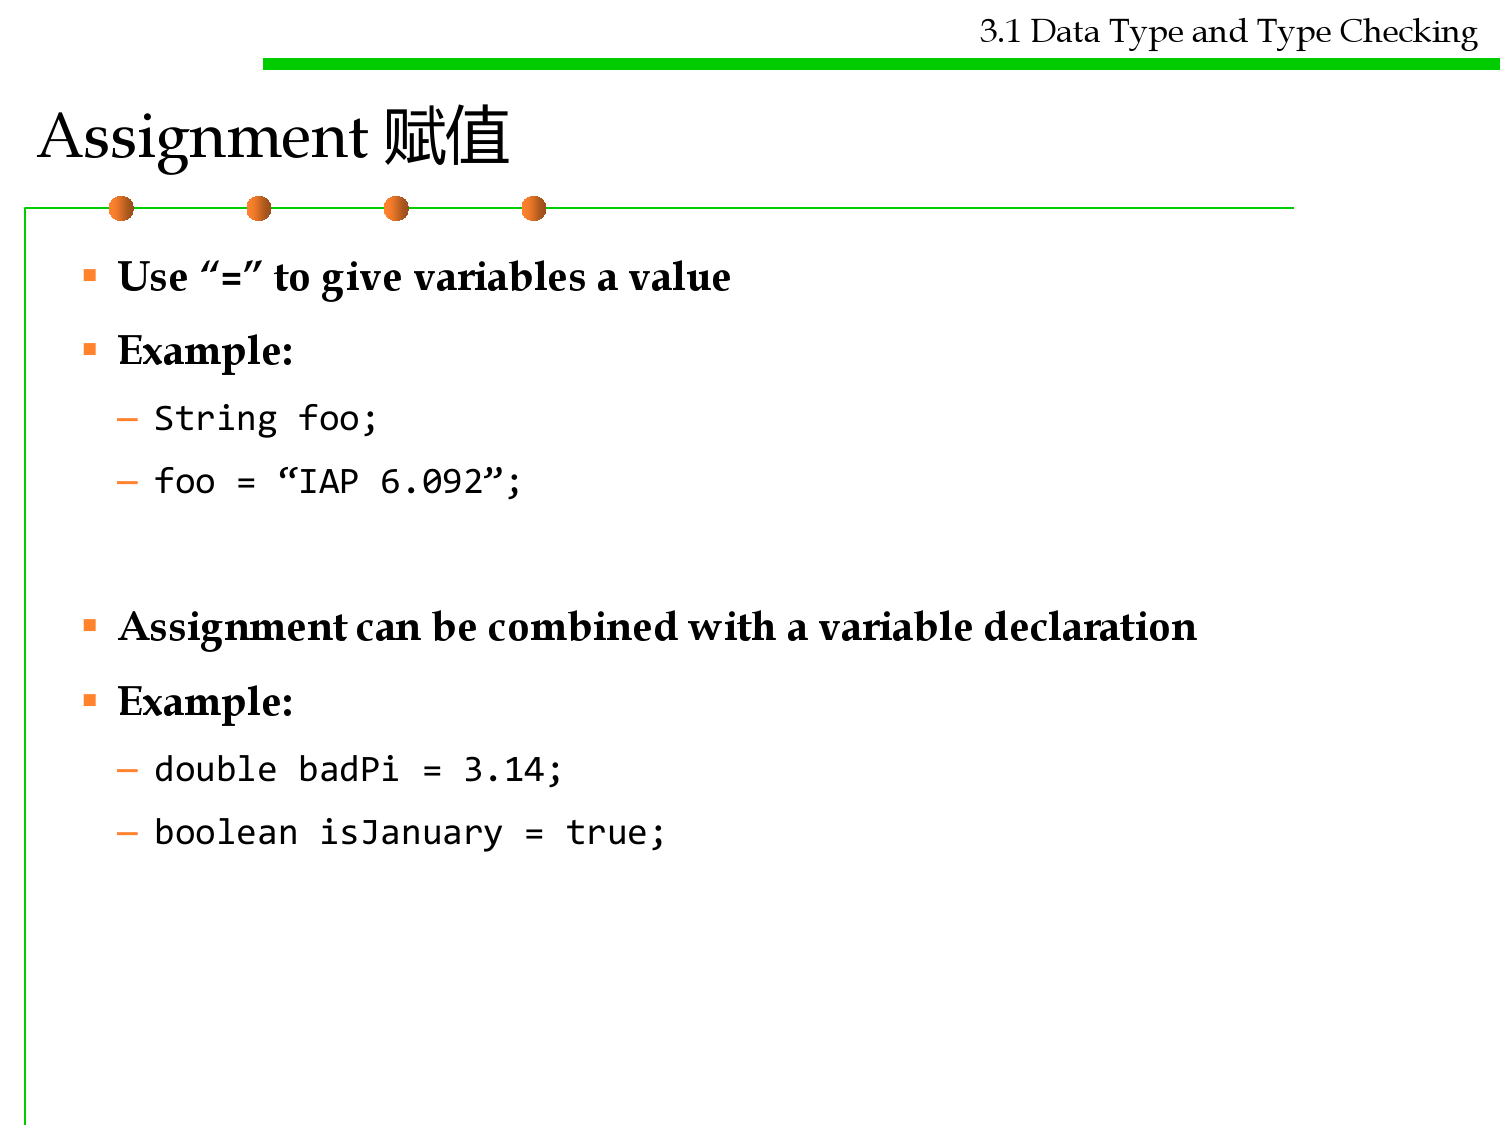 3.1 Data Type and Type Checking
Assignment 赋值
▪ Use “=” to give variables a value
▪ Example:
– String foo;
– foo = “IAP 6.092”;
▪ Assignment can be combined with a variable declaration
▪ Example:
– double badPi = 3.14;
– boolean isJanuary = true;